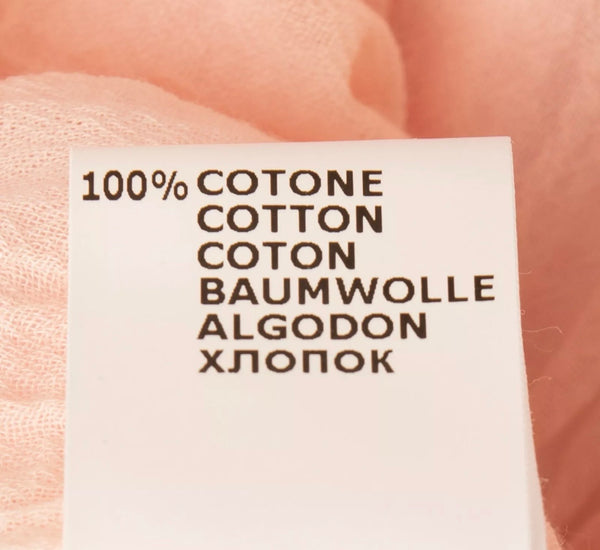 100% COTONE
COTTON
COTON
BAUMWOLLE
ALGODON
ХЛОПОК